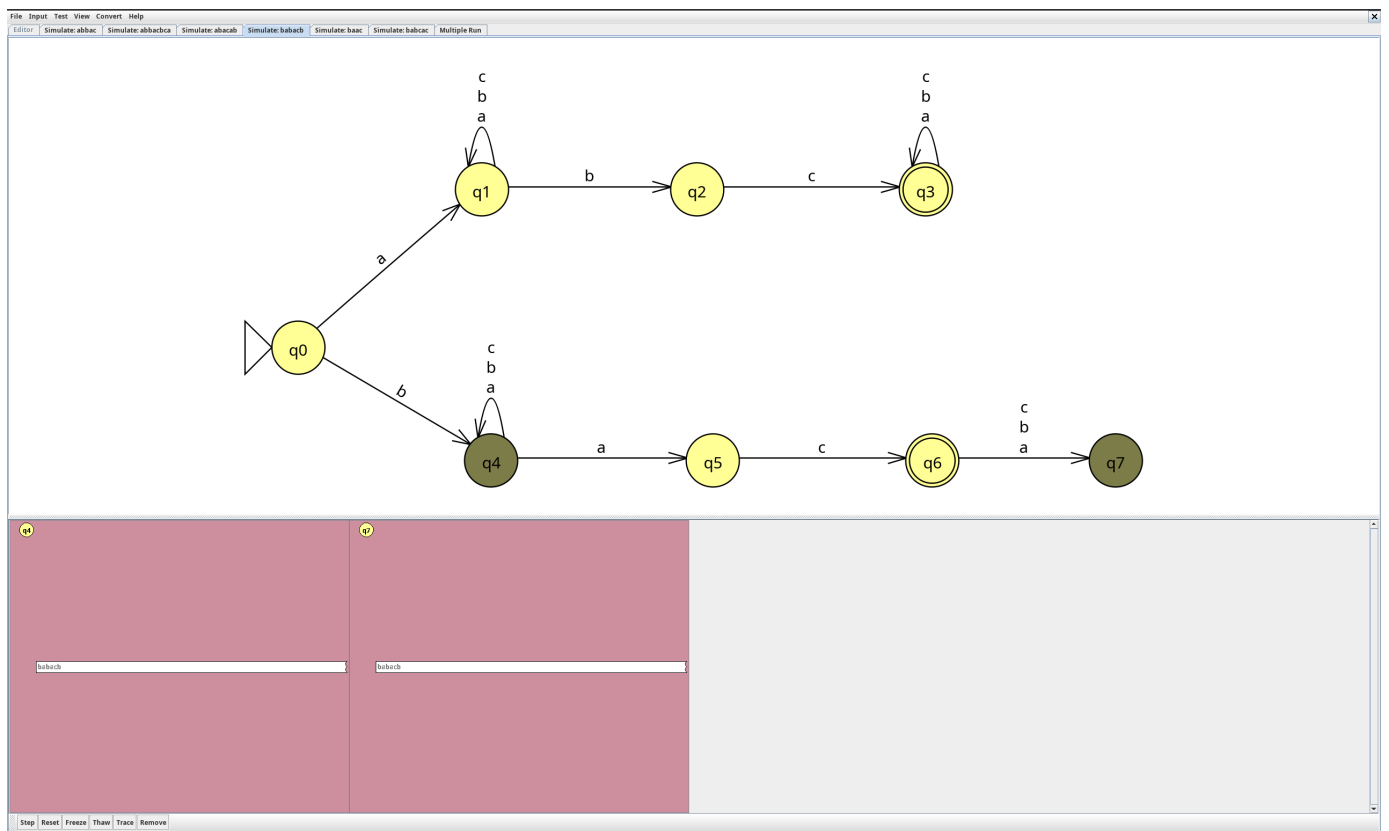 File Input Test View Convert Help
Editor Simulate: abbac Simulate: abbacbca Simulate: abacab Simulate: babacb Simulate: baac Simulate: babcac Multiple Run
c c
b b
a a
q1 b q2 c q3
a
q0
b
c
b
a
c
b
q4 a q5 c q6 a q7
q4 q7
babacb babacb
Step Reset Freeze Thaw Trace Remove